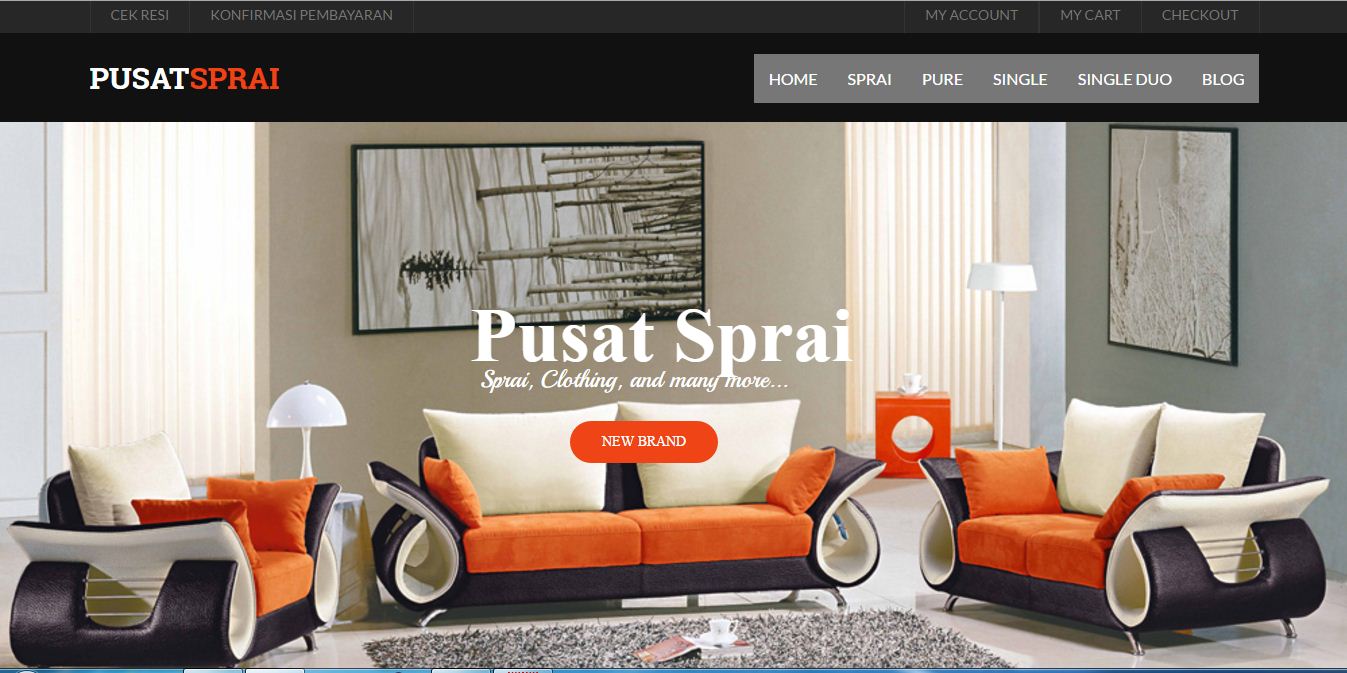 CEK RESI KONFIRMASI PEMBAYARAN MY ACCOUNT MY CART CHECKOUT
PUSATSPRAI HOME SPRAI PURE SINGLE SINGLE DUO BLOG
Pusat Sprai
Sprai, Clothing, and many more...
NEW BRAND